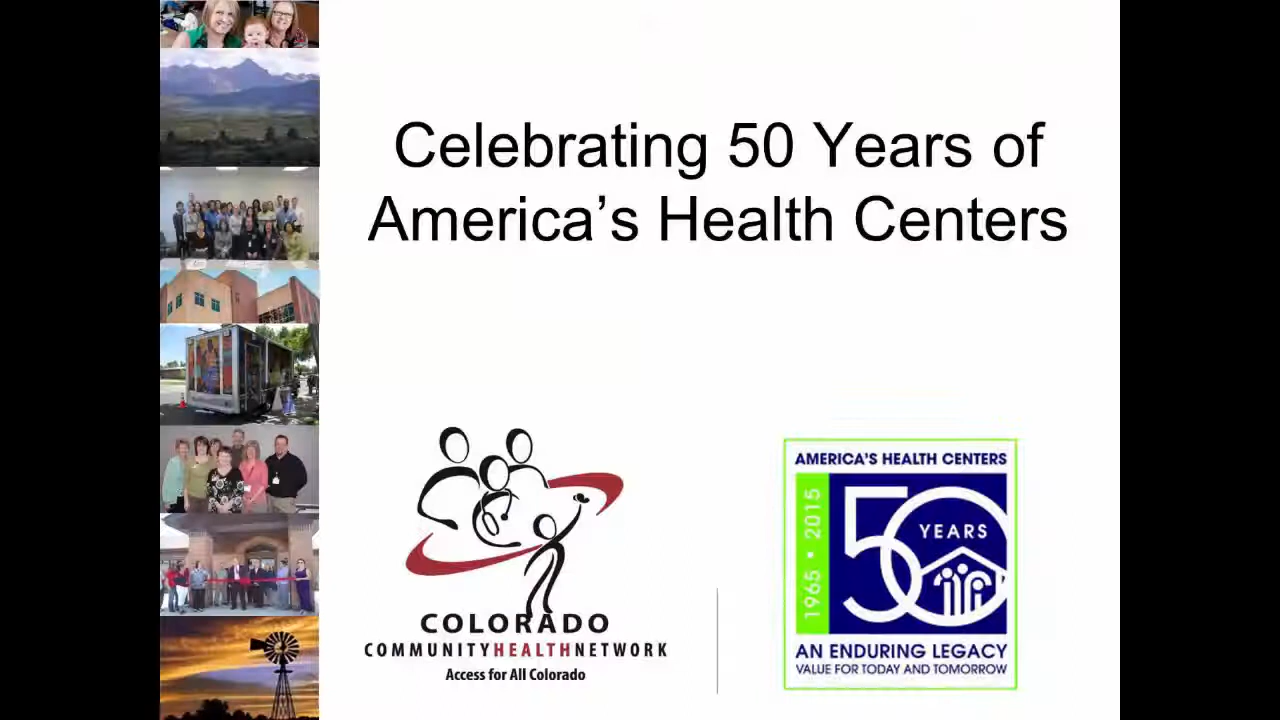 Celebrating 50 Years of
America's Health Centers
COLORADO
COMMUNITYHEALTHNETWORK
Access for All Colorado
AMERICA'S HEALTH CENTERS
1965 • 2015
50
YEARS
AN ENDURING LEGACY
VALUE FOR TODAY AND TOMORROW